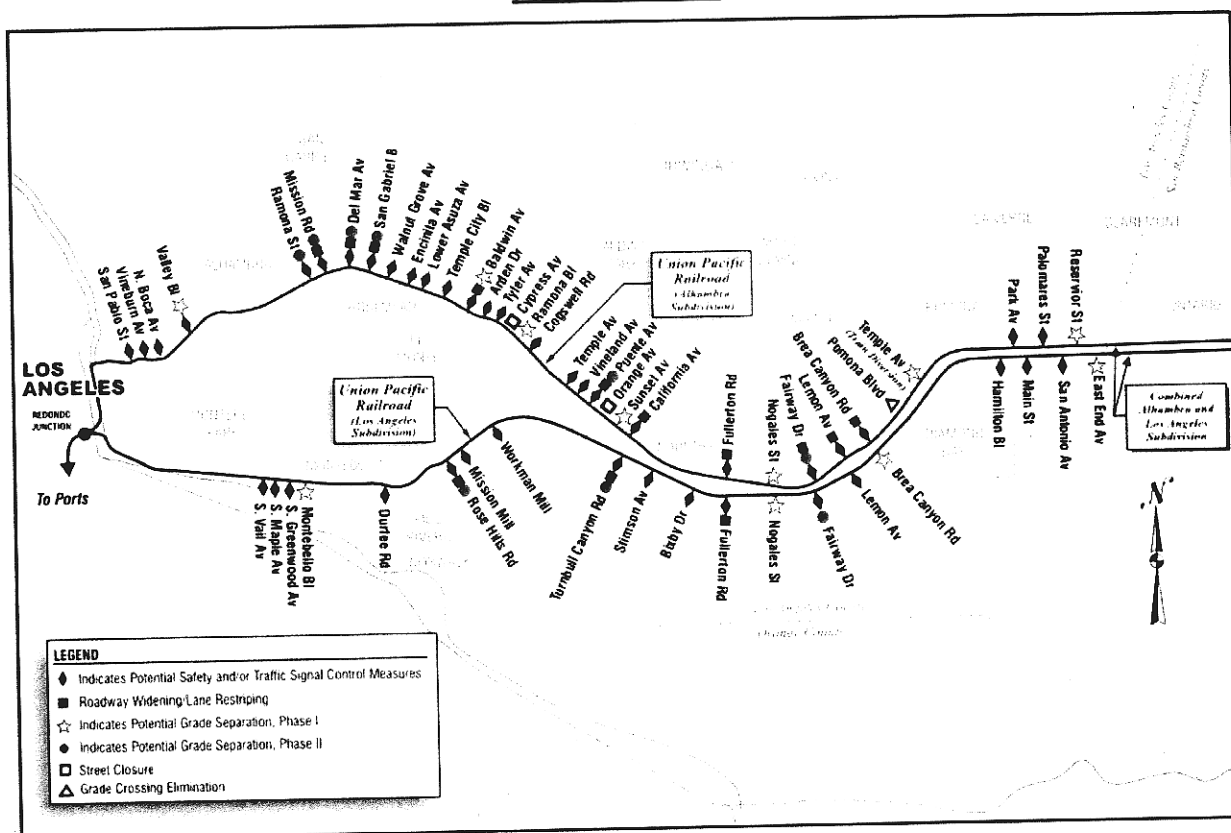 Mission Rd
Ramona St
Del Mar Av
San Gabriel B
Walnut Grove Av
Encinita Av
Lower Asuza Av
Temple City Bl
Baldwin Av
Arden Dr
Tyler Av
Cypress Av
Ramona Bl
Cogswell Rd
Valley Bl
N. Boca Av
Vineburn Av
San Pablo St
Union Pacific
Railroad
(Alhambra
Subdivision)
Temple Av
Vineland Av
Puente Av
Orange Av
Sunset Av
California Av
Reservior St
Palomares St
Park Av
CLAREMONT
Temple Av
(Train Diversion)
Pomona Blvd
Brea Canyon Rd
Lemon Av
Fairway Dr
Nogales St
Fullerton Rd
LOS
ANGELES
REDONDO
JUNCTION
To Ports
Union Pacific
Railroad
(Los Angeles
Subdivision)
Combined
Alhambra and
Los Angeles
Subdivision
Hamilton Bl
Main St
San Antonio Av
East End Av
S. Vail Av
S. Maple Av
S. Greenwood Av
Montebello Bl
Durfee Rd
Workman Mill
Mission Mill
Rose Hills Rd
Turnbull Canyon Rd
Stimson Av
Bixby Dr
Fullerton Rd
Nogales St
Fairway Dr
Lemon Av
Brea Canyon Rd
Orange County
N
LEGEND
Indicates Potential Safety and/or Traffic Signal Control Measures
Roadway Widening/Lane Restriping
Indicates Potential Grade Separation, Phase I
Indicates Potential Grade Separation, Phase II
Street Closure
Grade Crossing Elimination